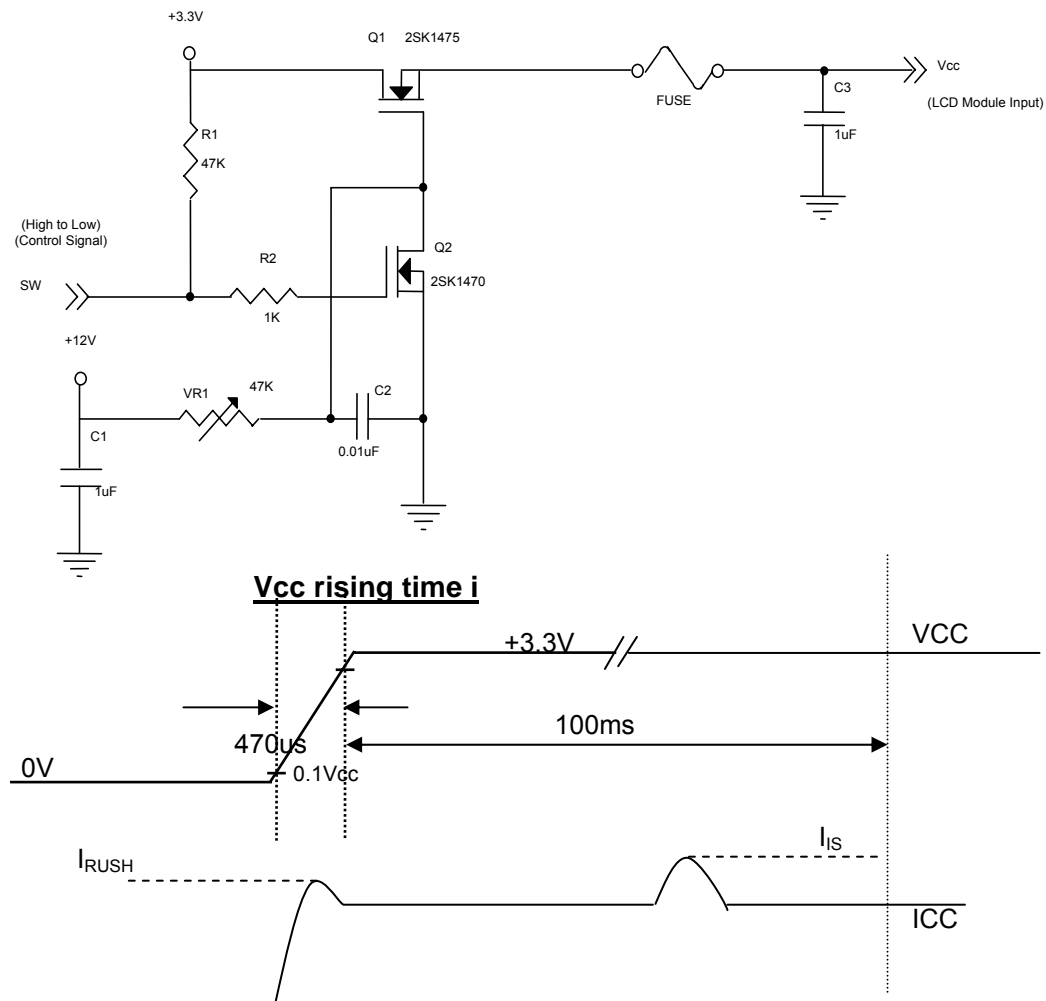 +3.3V
Q1 2SK1475
Vcc
FUSE
C3
(LCD Module Input)
R1
47K
1uF
(High to Low)
(Control Signal)
Q2
R2
SW
2SK1470
1K
+12V
VR1
47K
C2
C1
0.01uF
1uF
Vcc rising time i
+3.3V
VCC
100ms
470us
0V
0.1Vcc
IIS
IRUSH
ICC